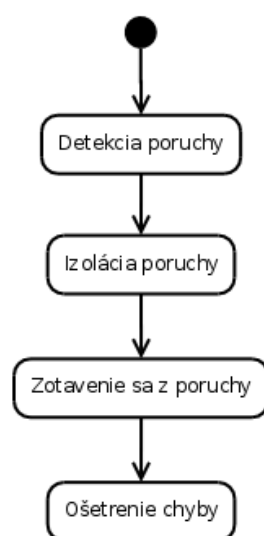 Detekcia poruchy
Izolácia poruchy
Zotavenie sa z poruchy
Ošetrenie chyby